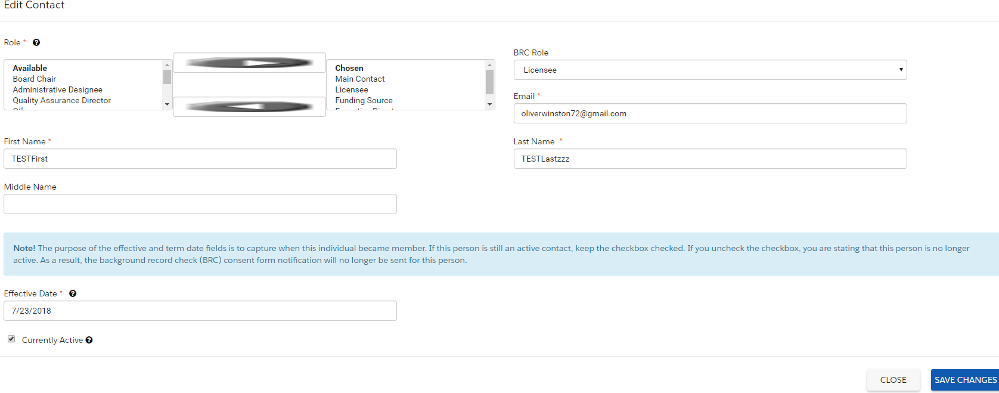 Edit Contact
Role *
Available
Board Chair
Administrative Designee
Quality Assurance Director
Chosen
Main Contact
Licensee
Funding Source
BRC Role
Licensee
Email *
oliverwinston72@gmail.com
First Name *
TESTFirst
Last Name *
TESTLastzzz
Middle Name
Note! The purpose of the effective and term date fields is to capture when this individual became member. If this person is still an active contact, keep the checkbox checked. If you uncheck the checkbox, you are stating that this person is no longer
active. As a result, the background record check (BRC) consent form notification will no longer be sent for this person.
Effective Date *
7/23/2018
Currently Active
CLOSE
SAVE CHANGES